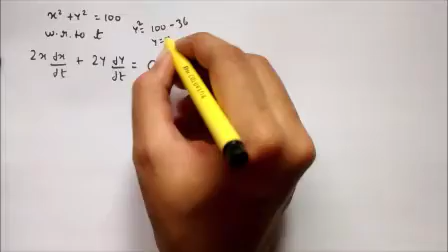 x² + y² = 100
w.r.to t
y² = 100 - 36
y =
2x dx/dt + 2y dy/dt = 0